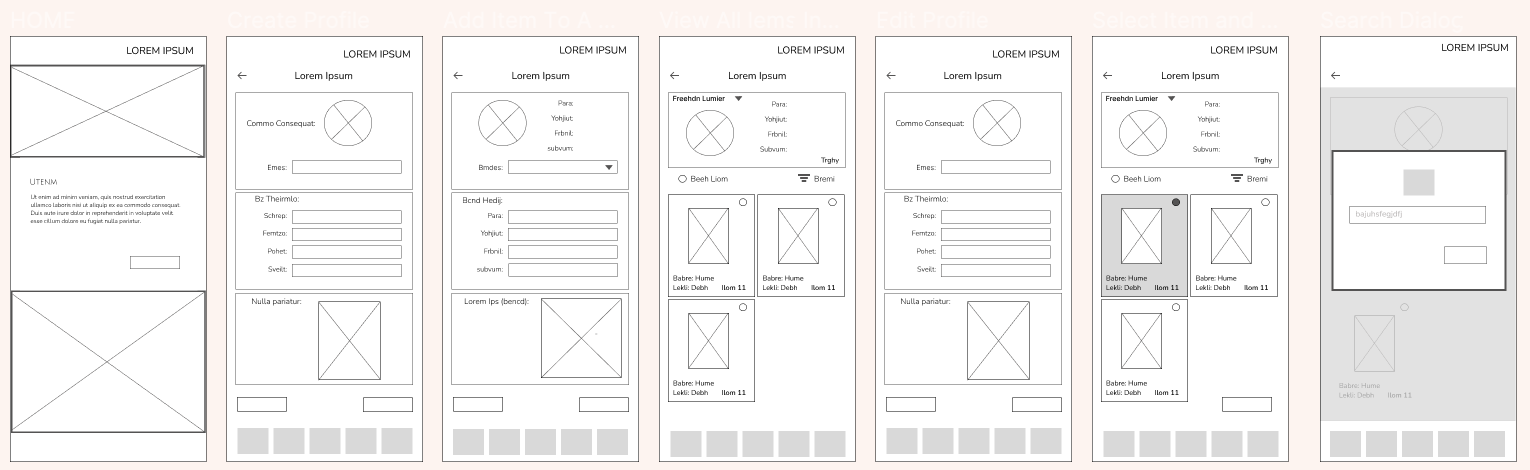 HOME
LOREM IPSUM
UTENM
Ut enim ad minim veniam, quis nostrud exercitation
ullamco laboris nisi ut aliquip ex ea commodo consequat.
Duis aute irure dolor in reprehenderit in voluptate velit
esse cillum dolore eu fugiat nulla pariatur.
Create Profile
LOREM IPSUM
Lorem Ipsum
Commo Consequat:
Emes:
Bz Theirmlo:
Schrep:
Femtzo:
Pohet:
Sveilt:
Nulla pariatur:
Add Item To A ...
LOREM IPSUM
Lorem Ipsum
Para:
Yohjiut:
Frbnil:
subvum:
Bmdes:
Bcnd Hedij:
Para:
Yohjiut:
Frbnil:
subvum:
Lorem Ips (bencd):
View All Items In...
LOREM IPSUM
Lorem Ipsum
Freehdn Lumier
Para:
Yohjiut:
Frbnil:
Subvum:
Trghy
Beeh Liom
Bremi
Babre: Hume
Lekli: Debh Ilom 11
Babre: Hume
Lekli: Debh Ilom 11
Babre: Hume
Lekli: Debh Ilom 11
Edit Profile
LOREM IPSUM
Lorem Ipsum
Commo Consequat:
Emes:
Bz Theirmlo:
Schrep:
Femtzo:
Pohet:
Sveilt:
Nulla pariatur:
Select Item and ...
LOREM IPSUM
Lorem Ipsum
Freehdn Lumier
Para:
Yohjiut:
Frbnil:
Subvum:
Trghy
Beeh Liom
Bremi
Babre: Hume
Lekli: Debh Ilom 11
Babre: Hume
Lekli: Debh Ilom 11
Babre: Hume
Lekli: Debh Ilom 11
Search Dialog
LOREM IPSUM
bajuhsfegjdfj
Babre: Hume
Lekli: Debh Ilom 11